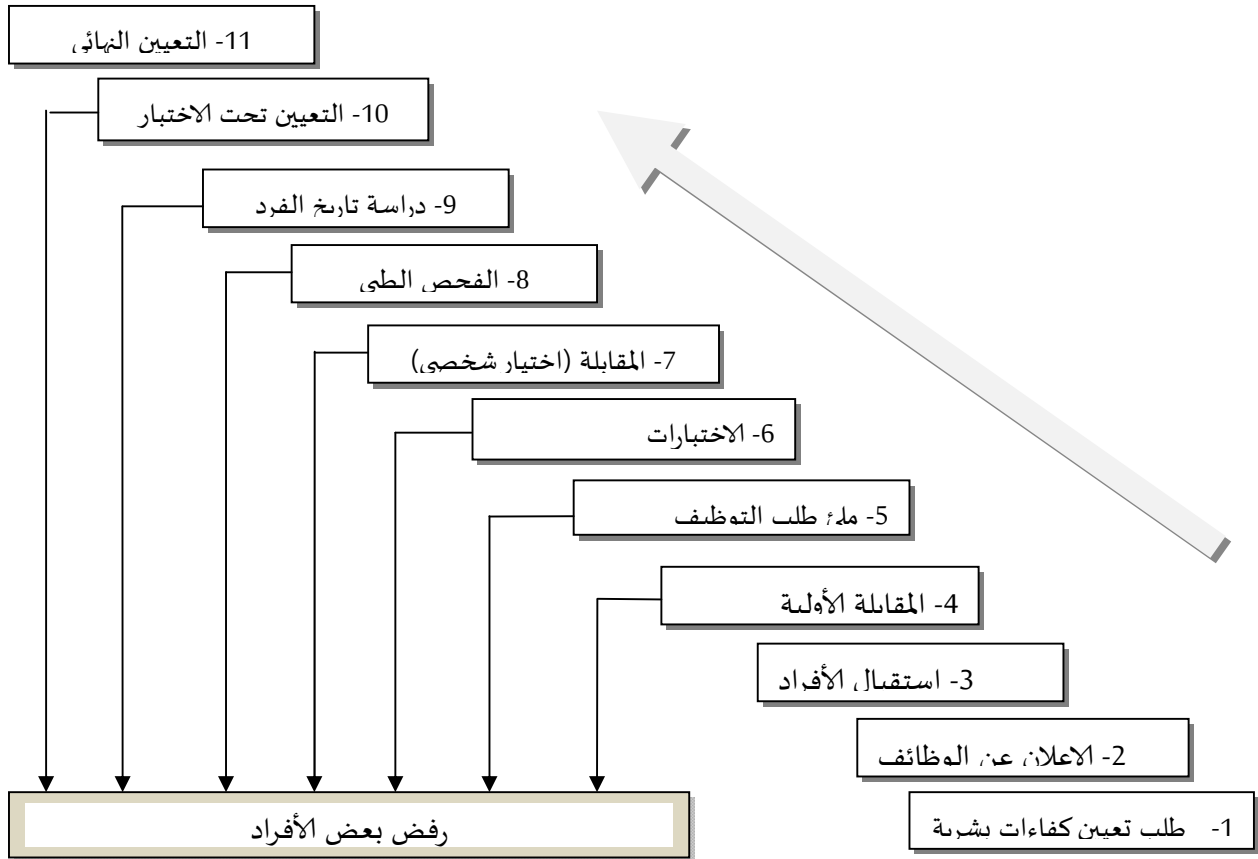 11- التعيين النهائي
10- التعيين تحت الاختبار
9- دراسة تاريخ الفرد
8- الفحص الطبي
7- المقابلة (اختيار شخصي)
6- الاختبارات
5- ملئ طلب التوظيف
4- المقابلة الأولية
3- استقبال الأفراد
2- الاعلان عن الوظائف
1- طلب تعيين كفاءات بشرية
رفض بعض الأفراد